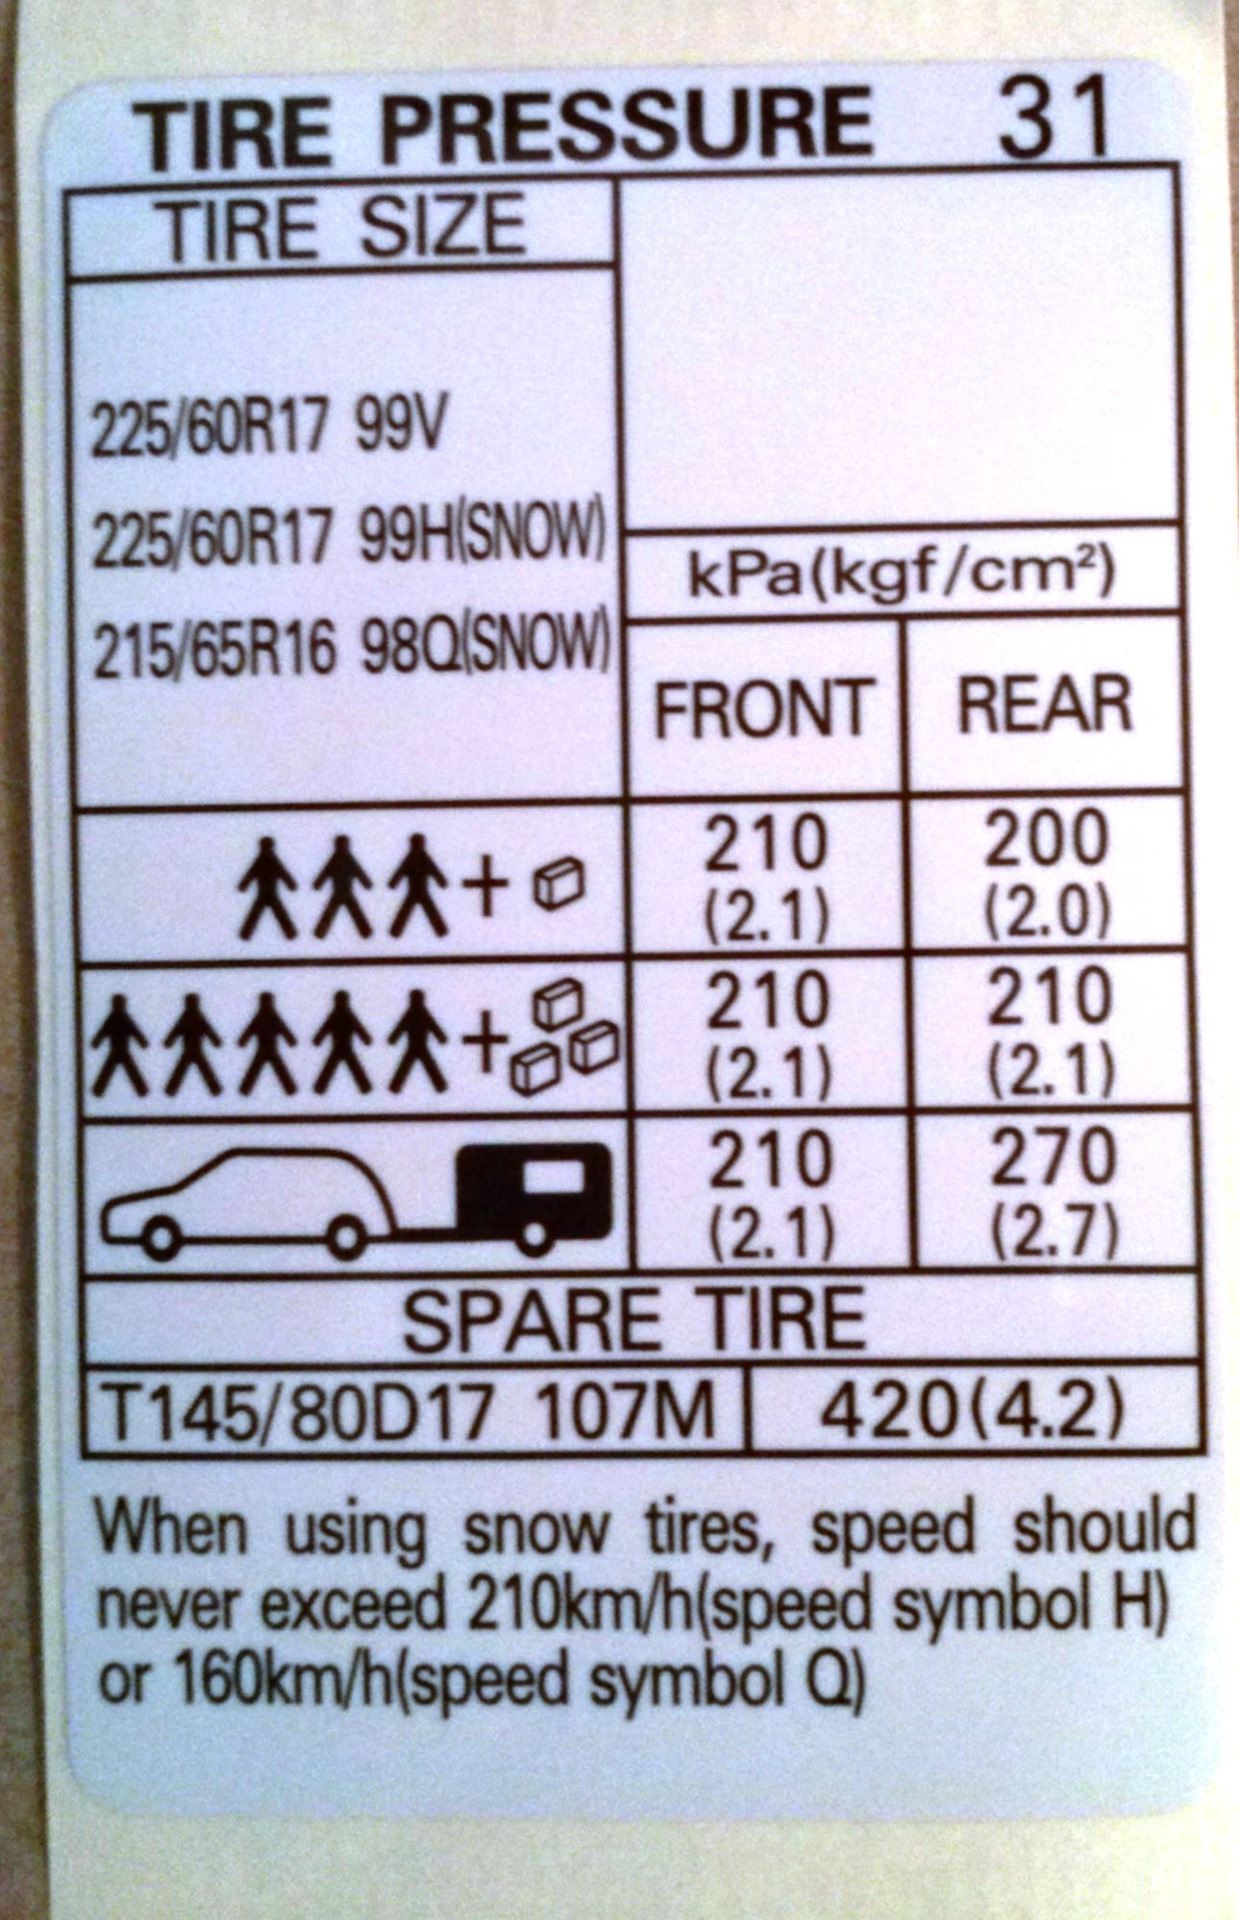 TIRE PRESSURE 31
TIRE SIZE
225/60R17 99V
225/60R17 99H(SNOW)
215/65R16 98Q(SNOW)
kPa(kgf/cm²)
FRONT REAR
210 200
(2.1) (2.0)
210 210
(2.1) (2.1)
210 270
(2.1) (2.7)
SPARE TIRE
T145/80D17 107M 420(4.2)
When using snow tires, speed should
never exceed 210km/h(speed symbol H)
or 160km/h(speed symbol Q)